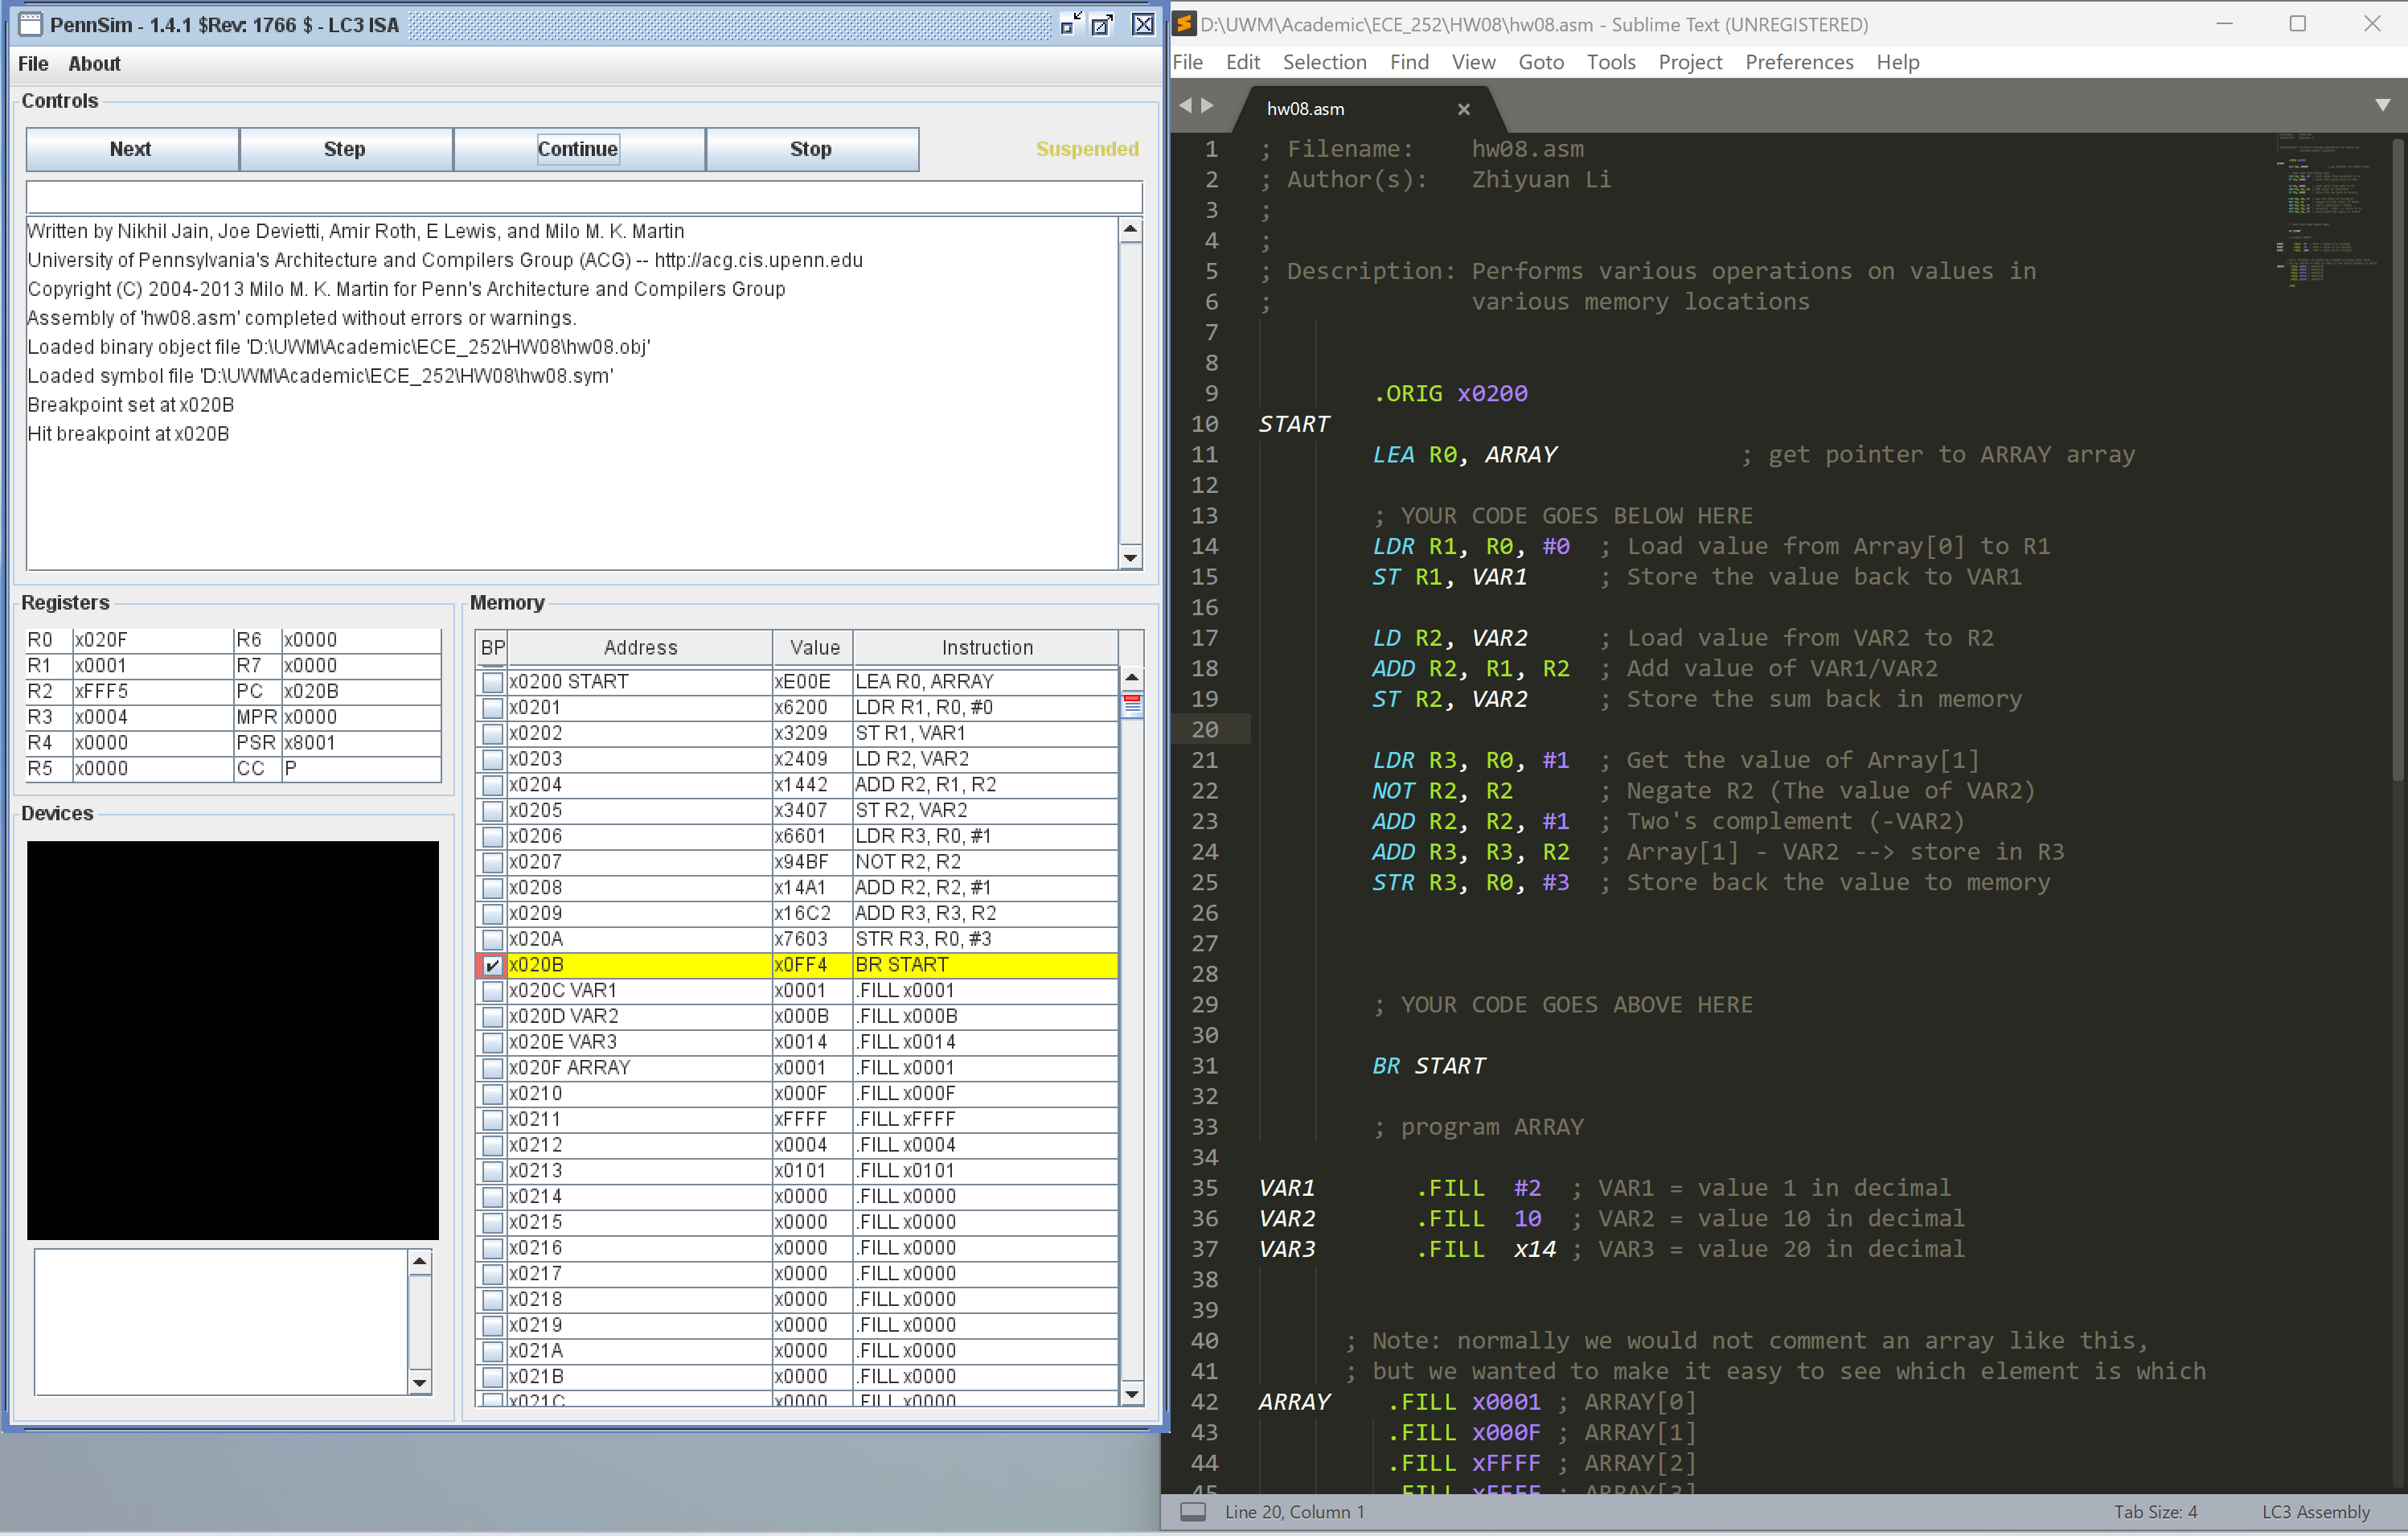 PennSim - 1.4.1 $Rev: 1766 $ - LC3 ISA
File About
Controls
Next Step Continue Stop Suspended
Written by Nikhil Jain, Joe Devietti, Amir Roth, E Lewis, and Milo M. K. Martin
University of Pennsylvania's Architecture and Compilers Group (ACG) -- http://acg.cis.upenn.edu
Copyright (C) 2004-2013 Milo M. K. Martin for Penn's Architecture and Compilers Group
Assembly of 'hw08.asm' completed without errors or warnings.
Loaded binary object file 'D:\UWM\Academic\ECE_252\HW08\hw08.obj'
Loaded symbol file 'D:\UWM\Academic\ECE_252\HW08\hw08.sym'
Breakpoint set at x020B
Hit breakpoint at x020B
Registers
R0 x020F R6 x0000
R1 x0001 R7 x0000
R2 xFFF5 PC x020B
R3 x0004 MPR x0000
R4 x0000 PSR x8001
R5 x0000 CC P
Devices
Memory
BP Address Value Instruction
x0200 START xE00E LEA R0, ARRAY
x0201 x6200 LDR R1, R0, #0
x0202 x3209 ST R1, VAR1
x0203 x2409 LD R2, VAR2
x0204 x1442 ADD R2, R1, R2
x0205 x3407 ST R2, VAR2
x0206 x6601 LDR R3, R0, #1
x0207 x94BF NOT R2, R2
x0208 x14A1 ADD R2, R2, #1
x0209 x16C2 ADD R3, R3, R2
x020A x7603 STR R3, R0, #3
x020B x0FF4 BR START
x020C VAR1 x0001 .FILL x0001
x020D VAR2 x000B .FILL x000B
x020E VAR3 x0014 .FILL x0014
x020F ARRAY x0001 .FILL x0001
x0210 x000F .FILL x000F
x0211 xFFFF .FILL xFFFF
x0212 x0004 .FILL x0004
x0213 x0101 .FILL x0101
x0214 x0000 .FILL x0000
x0215 x0000 .FILL x0000
x0216 x0000 .FILL x0000
x0217 x0000 .FILL x0000
x0218 x0000 .FILL x0000
x0219 x0000 .FILL x0000
x021A x0000 .FILL x0000
x021B x0000 .FILL x0000
x021C x0000 .FILL x0000
D:\UWM\Academic\ECE_252\HW08\hw08.asm - Sublime Text (UNREGISTERED)
File Edit Selection Find View Goto Tools Project Preferences Help
hw08.asm
1 ; Filename: hw08.asm
2 ; Author(s): Zhiyuan Li
3 ;
4 ;
5 ; Description: Performs various operations on values in
6 ; various memory locations
7
8
9 .ORIG x0200
10 START
11 LEA R0, ARRAY ; get pointer to ARRAY array
12
13 ; YOUR CODE GOES BELOW HERE
14 LDR R1, R0, #0 ; Load value from Array[0] to R1
15 ST R1, VAR1 ; Store the value back to VAR1
16
17 LD R2, VAR2 ; Load value from VAR2 to R2
18 ADD R2, R1, R2 ; Add value of VAR1/VAR2
19 ST R2, VAR2 ; Store the sum back in memory
20
21 LDR R3, R0, #1 ; Get the value of Array[1]
22 NOT R2, R2 ; Negate R2 (The value of VAR2)
23 ADD R2, R2, #1 ; Two's complement (-VAR2)
24 ADD R3, R3, R2 ; Array[1] - VAR2 --> store in R3
25 STR R3, R0, #3 ; Store back the value to memory
26
27
28
29 ; YOUR CODE GOES ABOVE HERE
30
31 BR START
32
33 ; program ARRAY
34
35 VAR1 .FILL #2 ; VAR1 = value 1 in decimal
36 VAR2 .FILL 10 ; VAR2 = value 10 in decimal
37 VAR3 .FILL x14 ; VAR3 = value 20 in decimal
38
39
40 ; Note: normally we would not comment an array like this,
41 ; but we wanted to make it easy to see which element is which
42 ARRAY .FILL x0001 ; ARRAY[0]
43 .FILL x000F ; ARRAY[1]
44 .FILL xFFFF ; ARRAY[2]
45 .FILL xFFFF ; ARRAY[3]
Line 20, Column 1 Tab Size: 4 LC3 Assembly